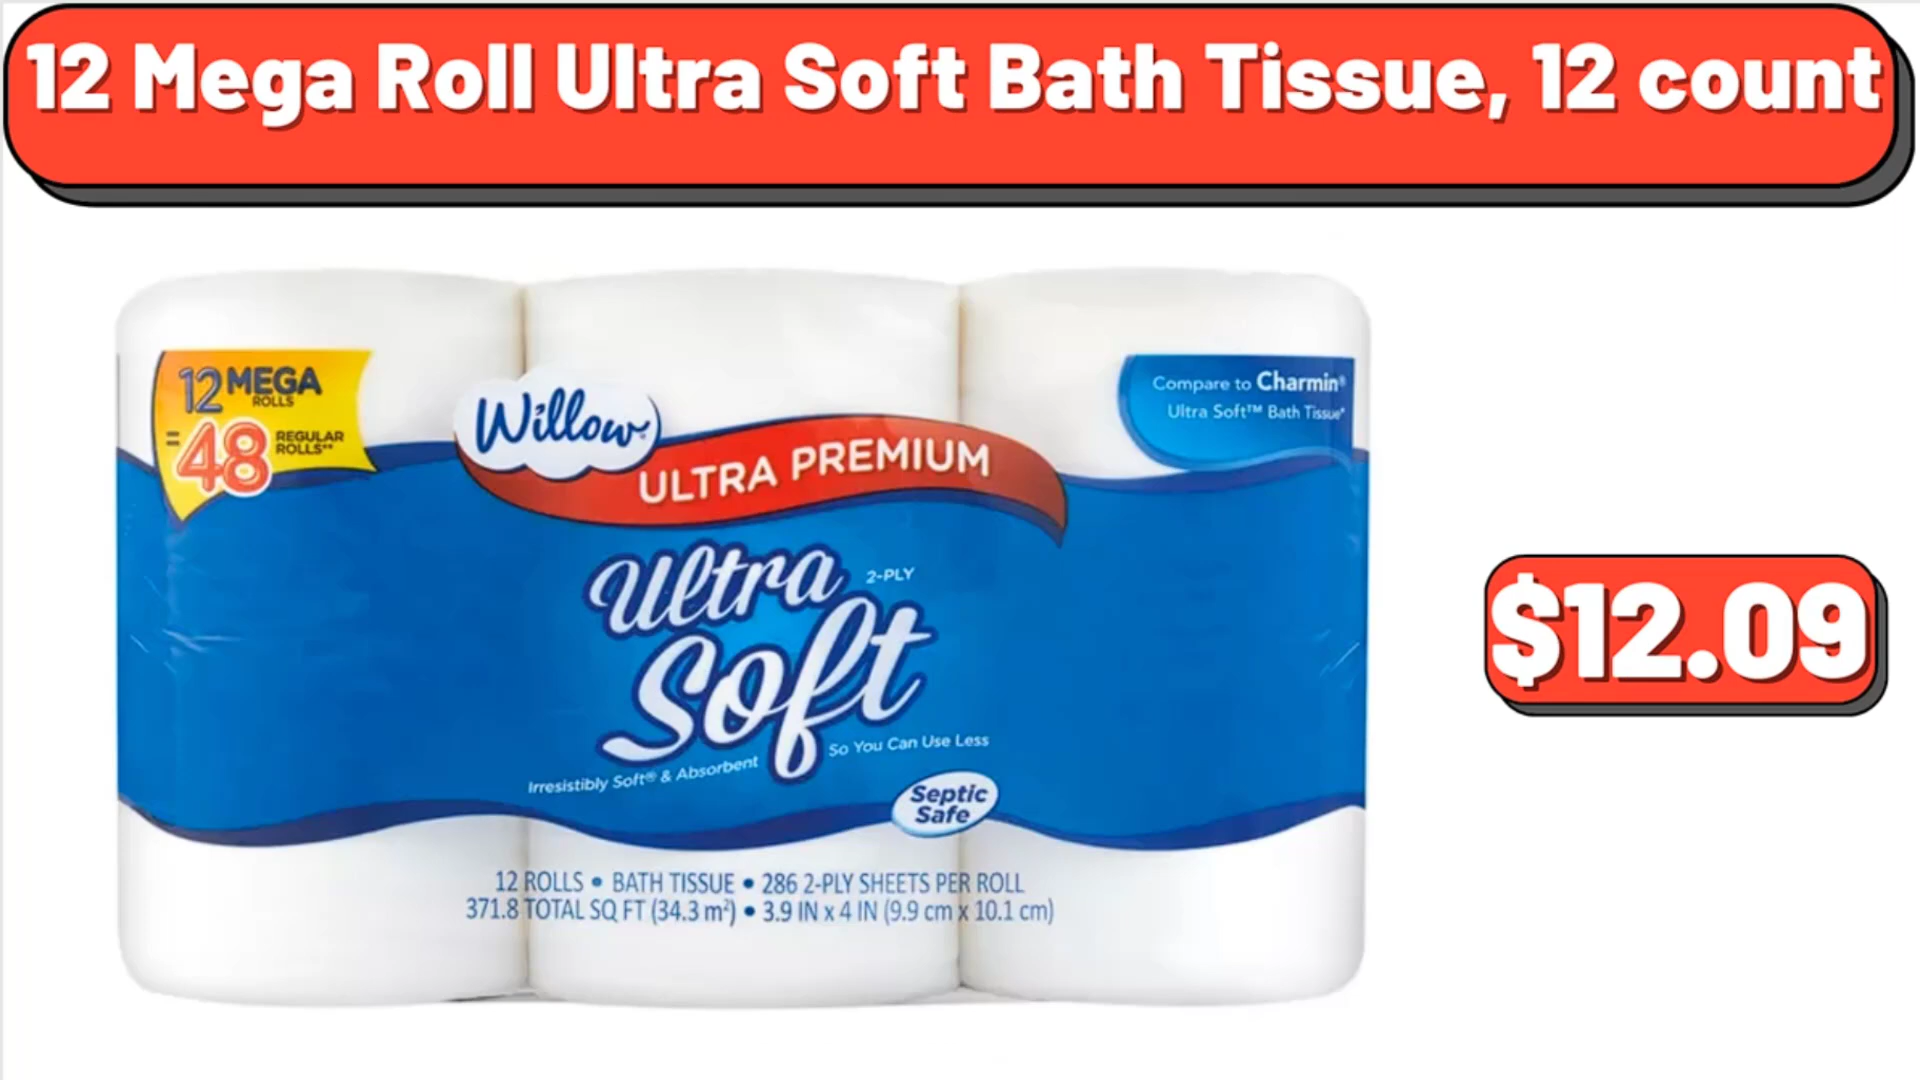 12 Mega Roll Ultra Soft Bath Tissue, 12 count
12 MEGA
ROLLS
= 48 REGULAR
ROLLS**
Willow
ULTRA PREMIUM
Compare to Charmin®
Ultra Soft™ Bath Tissue*
Ultra 2-PLY
Soft
Irresistibly Soft® & Absorbent So You Can Use Less
Septic
Safe
12 ROLLS • BATH TISSUE • 286 2-PLY SHEETS PER ROLL
371.8 TOTAL SQ FT (34.3 m²) • 3.9 IN x 4 IN (9.9 cm x 10.1 cm)
$12.09